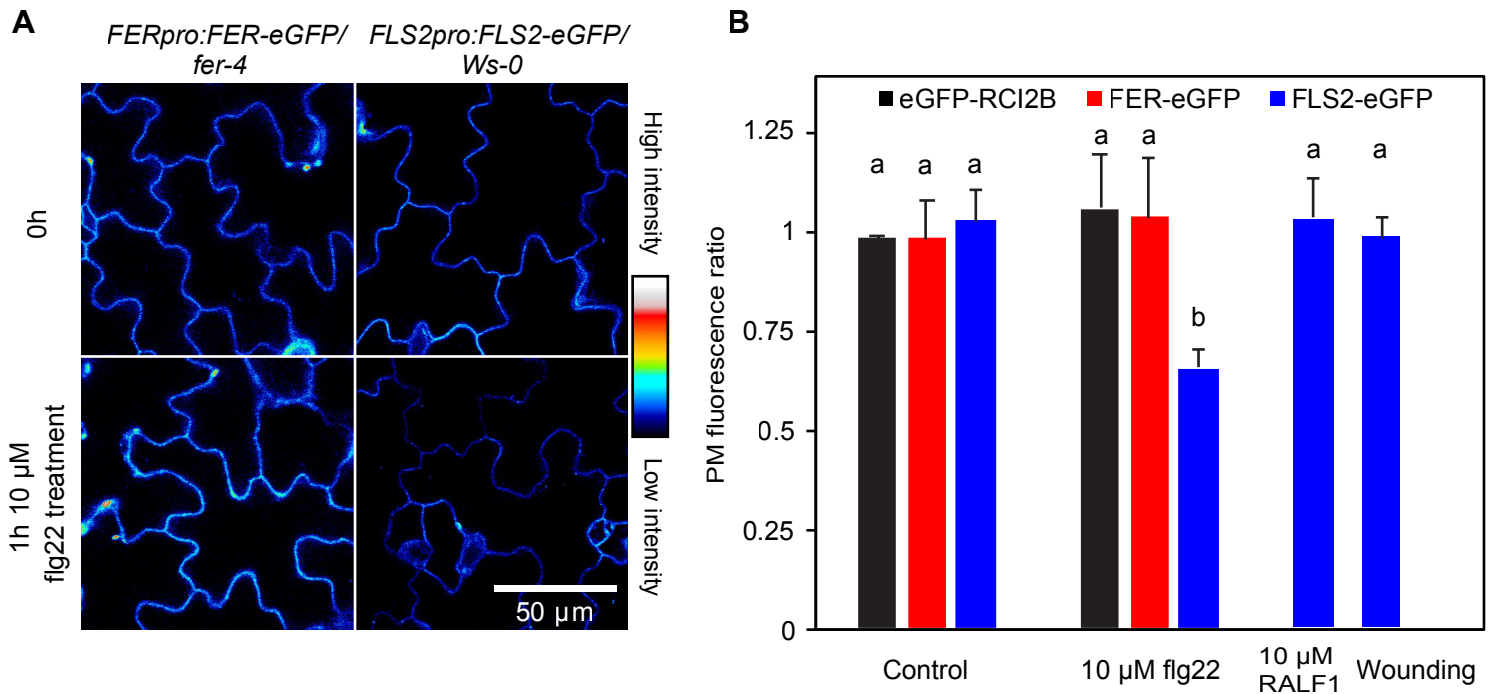 A
FERpro:FER-eGFP/
fer-4
FLS2pro:FLS2-eGFP/
Ws-0
0h
1h 10 µM
flg22 treatment
50 µm
High intensity
Low intensity
B
eGFP-RCI2B FER-eGFP FLS2-eGFP
PM fluorescence ratio
1.25
1
0.75
0.5
0.25
0
a a a
a a b
a a
Control
10 µM flg22
10 µM
RALF1
Wounding